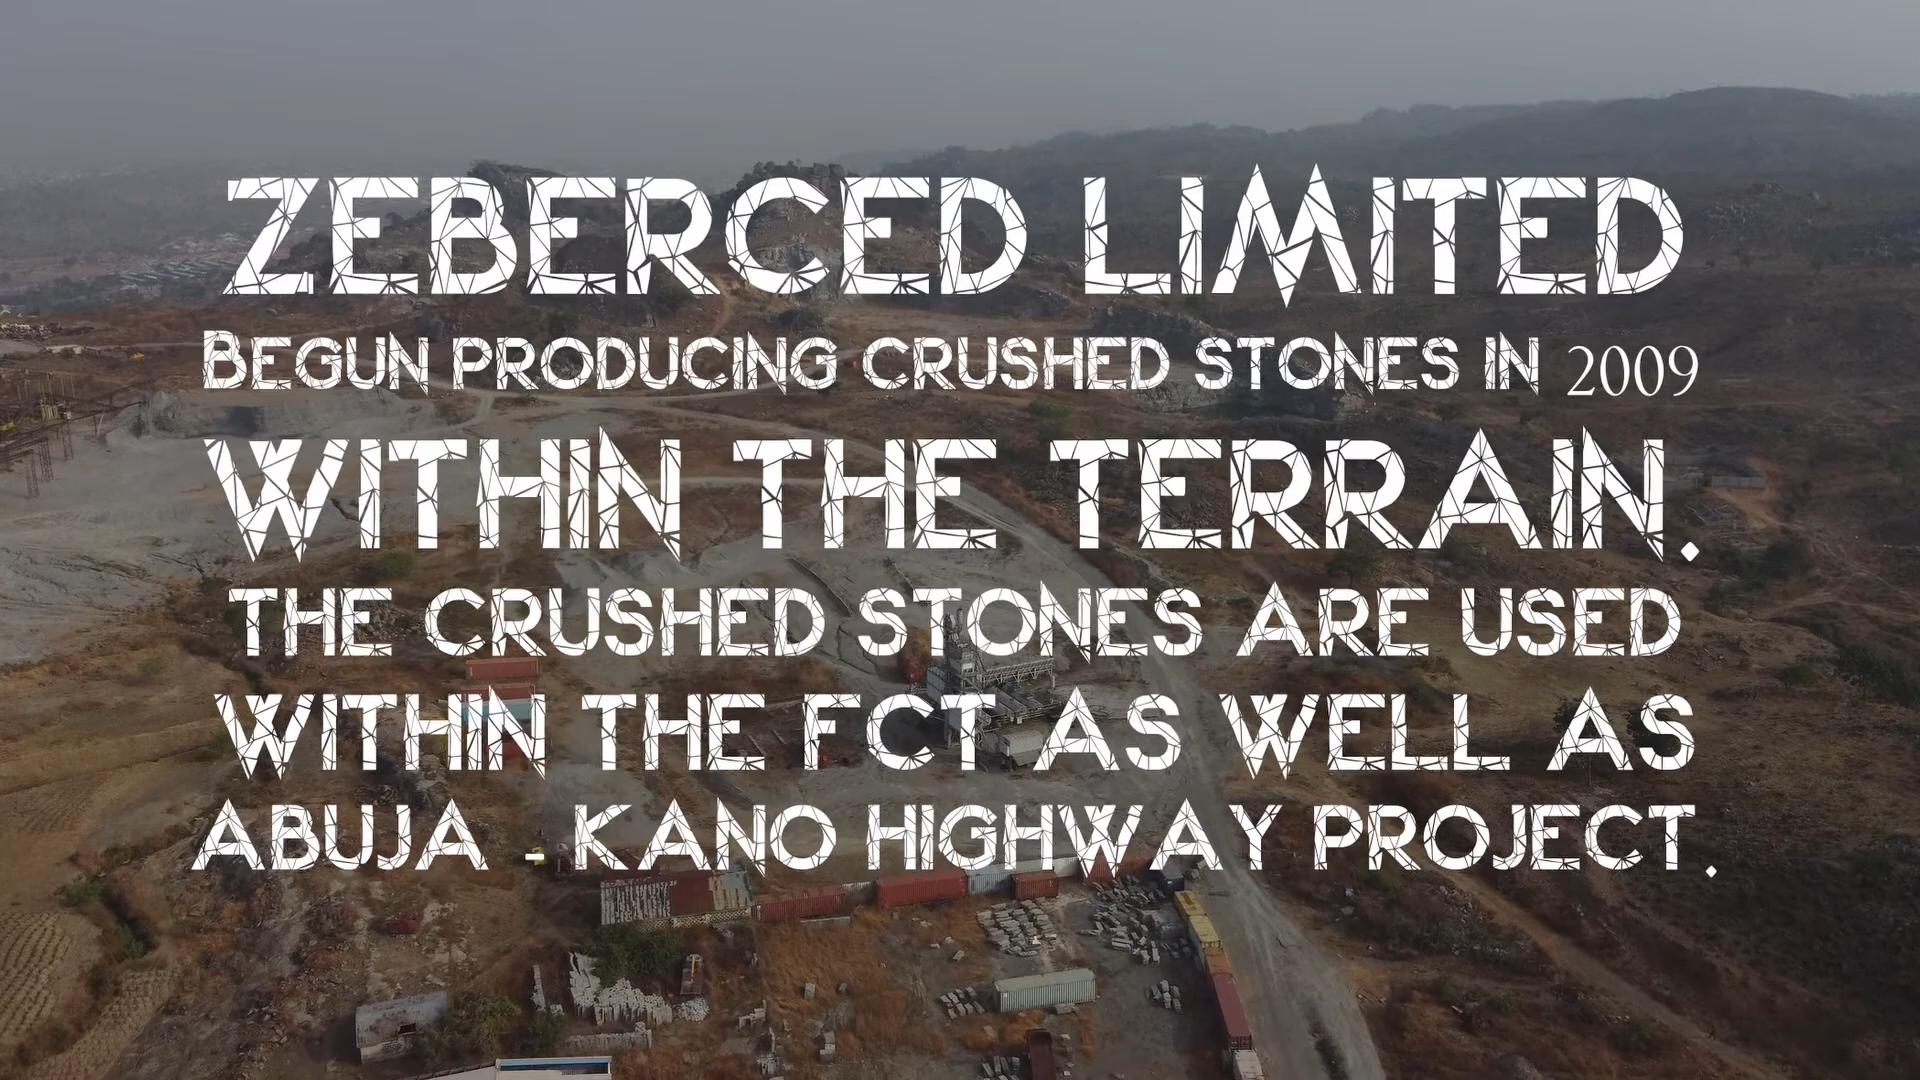 ZEBERCED LIMITED
BEGUN PRODUCING CRUSHED STONES IN 2009
WITHIN THE TERRAIN.
THE CRUSHED STONES ARE USED
WITHIN THE FCT AS WELL AS
ABUJA - KANO HIGHWAY PROJECT.